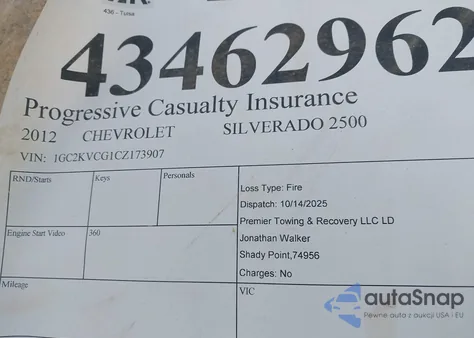 436 - Tulsa
43462962
Progressive Casualty Insurance
2012 CHEVROLET SILVERADO 2500
VIN: 1GC2KVCG1CZ173907
RND/Starts Keys Personals
Loss Type: Fire
Dispatch: 10/14/2025
Premier Towing & Recovery LLC LD
Engine Start Video 360
Jonathan Walker
Shady Point,74956
Charges: No
Mileage VIC
autaSnap
Pewne auta z aukcji USA i EU